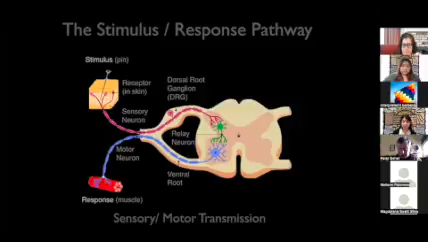 The Stimulus / Response Pathway
Stimulus (pin)
Receptor
(in skin)
Dorsal Root
Ganglion
(DRG)
Sensory
Neuron
Relay
Neuron
Motor
Neuron
Ventral
Root
Response (muscle)
Sensory/ Motor Transmission